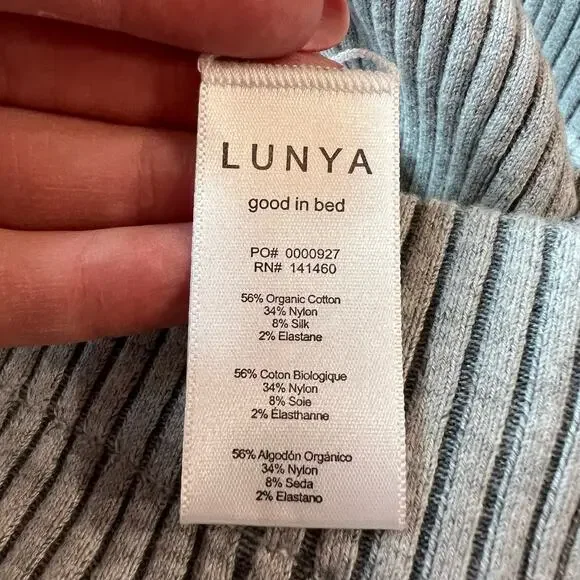 LUNYA
good in bed
PO# 0000927
RN# 141460
56% Organic Cotton
34% Nylon
8% Silk
2% Elastane
56% Coton Biologique
34% Nylon
8% Soie
2% Élasthanne
56% Algodón Orgánico
34% Nylon
8% Seda
2% Elastano